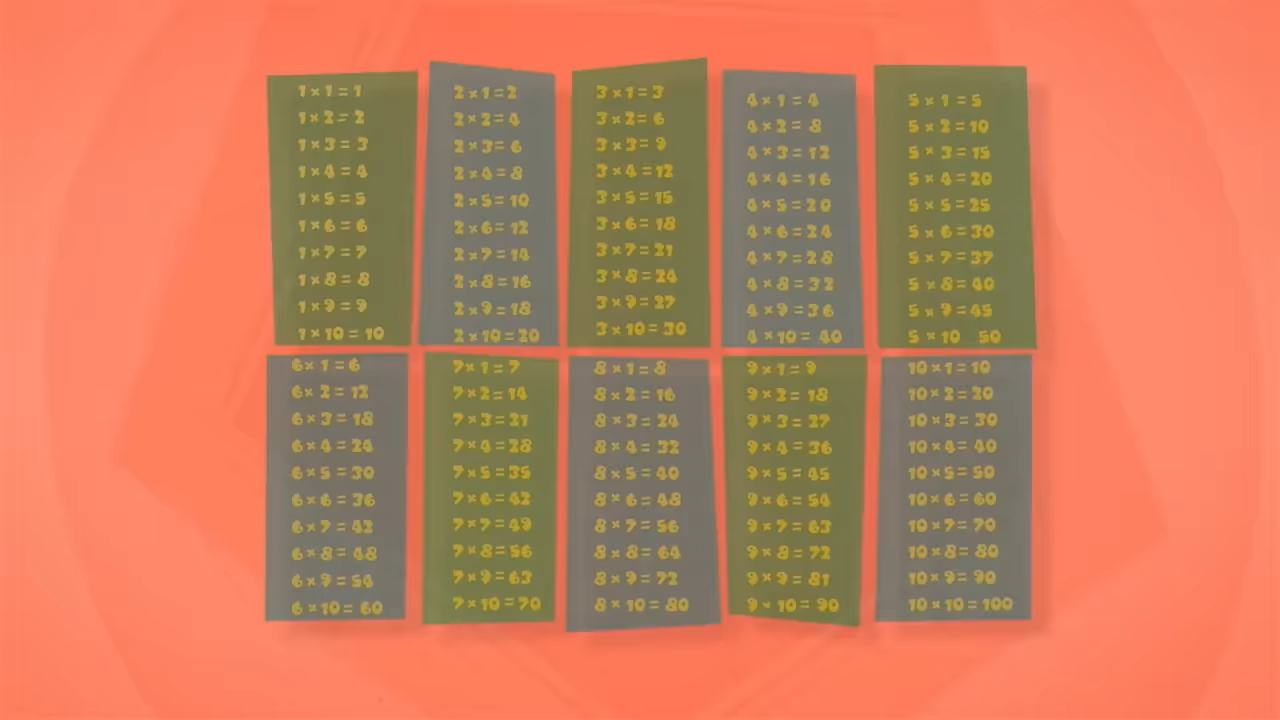 1 × 1 = 1
1 × 2 = 2
1 × 3 = 3
1 × 4 = 4
1 × 5 = 5
1 × 6 = 6
1 × 7 = 7
1 × 8 = 8
1 × 9 = 9
1 × 10 = 10
2 × 1 = 2
2 × 2 = 4
2 × 3 = 6
2 × 4 = 8
2 × 5 = 10
2 × 6 = 12
2 × 7 = 14
2 × 8 = 16
2 × 9 = 18
2 × 10 = 20
3 × 1 = 3
3 × 2 = 6
3 × 3 = 9
3 × 4 = 12
3 × 5 = 15
3 × 6 = 18
3 × 7 = 21
3 × 8 = 24
3 × 9 = 27
3 × 10 = 30
4 × 1 = 4
4 × 2 = 8
4 × 3 = 12
4 × 4 = 16
4 × 5 = 20
4 × 6 = 24
4 × 7 = 28
4 × 8 = 32
4 × 9 = 36
4 × 10 = 40
5 × 1 = 5
5 × 2 = 10
5 × 3 = 15
5 × 4 = 20
5 × 5 = 25
5 × 6 = 30
5 × 7 = 37
5 × 8 = 40
5 × 9 = 45
5 × 10 50
6 × 1 = 6
6 × 2 = 12
6 × 3 = 18
6 × 4 = 24
6 × 5 = 30
6 × 6 = 36
6 × 7 = 42
6 × 8 = 48
6 × 9 = 54
6 × 10 = 60
7 × 1 = 7
7 × 2 = 14
7 × 3 = 21
7 × 4 = 28
7 × 5 = 35
7 × 6 = 42
7 × 7 = 49
7 × 8 = 56
7 × 9 = 63
7 × 10 = 70
8 × 1 = 8
8 × 2 = 16
8 × 3 = 24
8 × 4 = 32
8 × 5 = 40
8 × 6 = 48
8 × 7 = 56
8 × 8 = 64
8 × 9 = 72
8 × 10 = 80
9 × 1 = 9
9 × 2 = 18
9 × 3 = 27
9 × 4 = 36
9 × 5 = 45
9 × 6 = 54
9 × 7 = 63
9 × 8 = 72
9 × 9 = 81
9 × 10 = 90
10 × 1 = 10
10 × 2 = 20
10 × 3 = 30
10 × 4 = 40
10 × 5 = 50
10 × 6 = 60
10 × 7 = 70
10 × 8 = 80
10 × 9 = 90
10 × 10 = 100